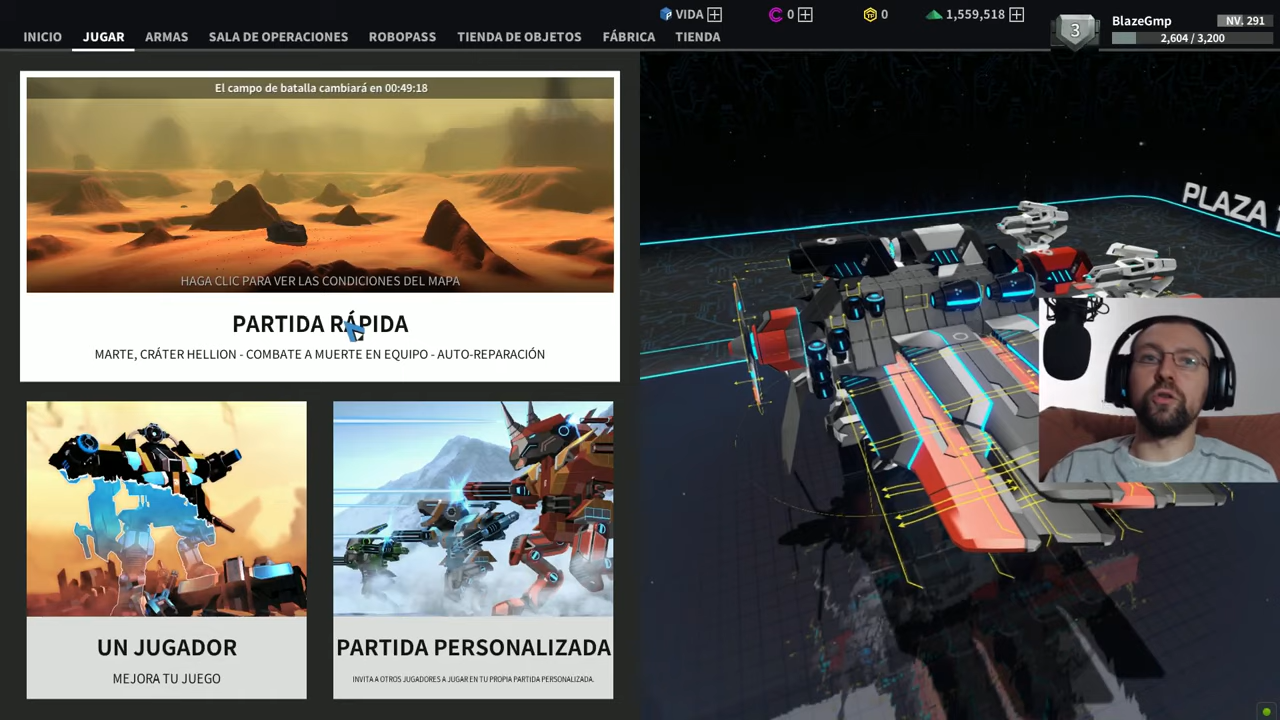 VIDA
0
0
1,559,518
BlazeGmp
NV. 291
3
2,604 / 3,200
INICIO
JUGAR
ARMAS
SALA DE OPERACIONES
ROBOPASS
TIENDA DE OBJETOS
FÁBRICA
TIENDA
El campo de batalla cambiará en 00:49:18
HAGA CLIC PARA VER LAS CONDICIONES DEL MAPA
PARTIDA RÁPIDA
MARTE, CRÁTER HELLION - COMBATE A MUERTE EN EQUIPO - AUTO-REPARACIÓN
UN JUGADOR
MEJORA TU JUEGO
PARTIDA PERSONALIZADA
INVITA A OTROS JUGADORES A JUGAR EN TU PROPIA PARTIDA PERSONALIZADA.
PLAZA